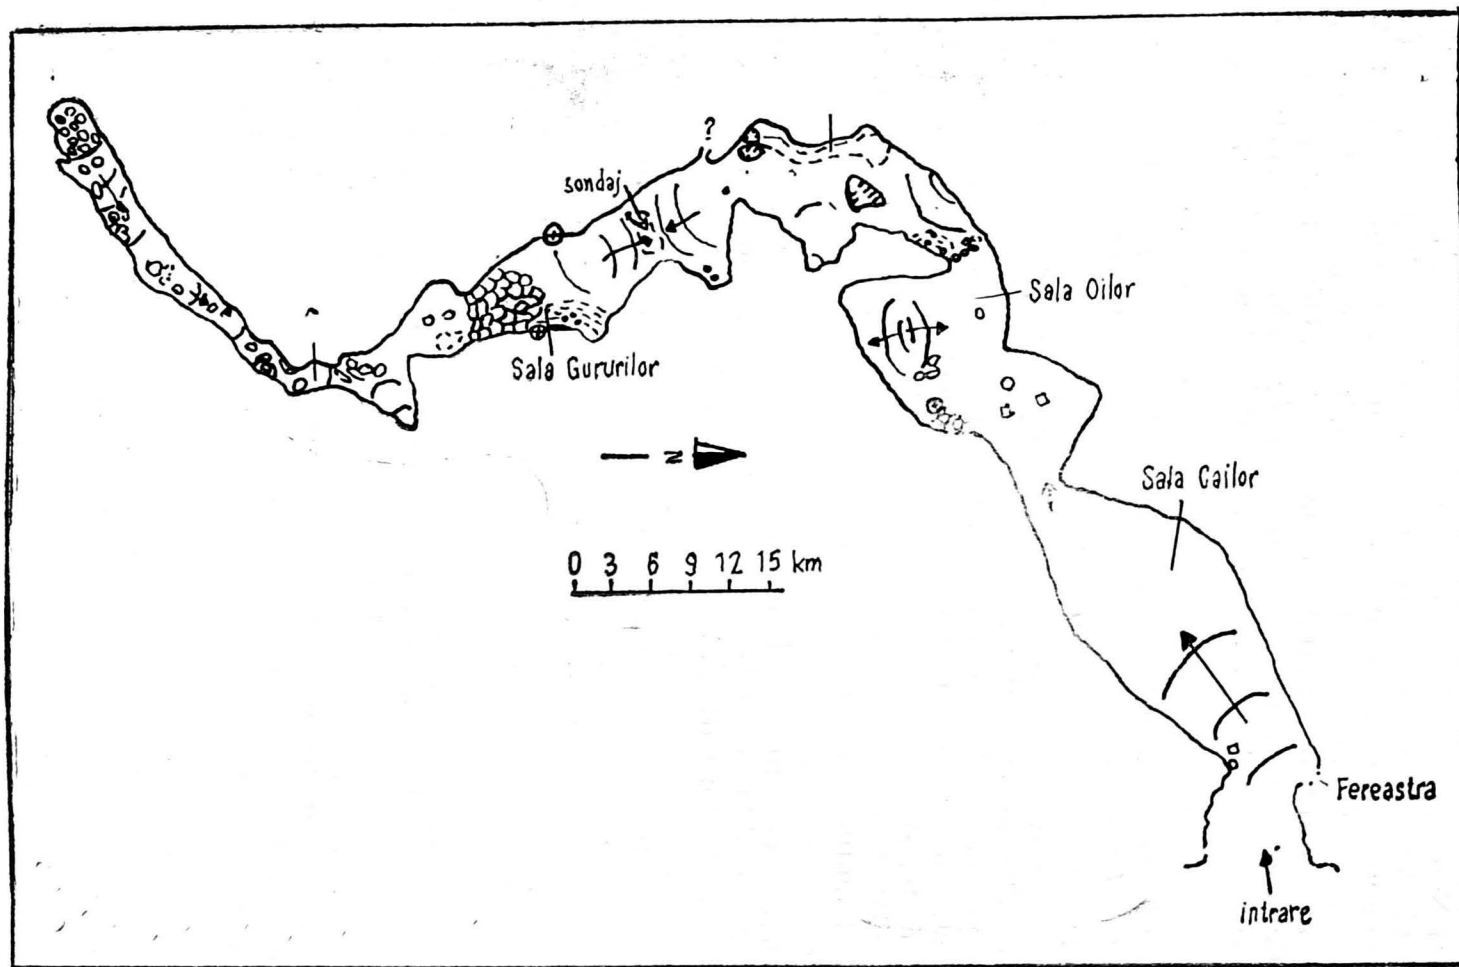 ?
sondaj
Sala Oilor
Sala Gururilor
N
Sala Cailor
0 3 6 9 12 15 km
Fereastra
intrare